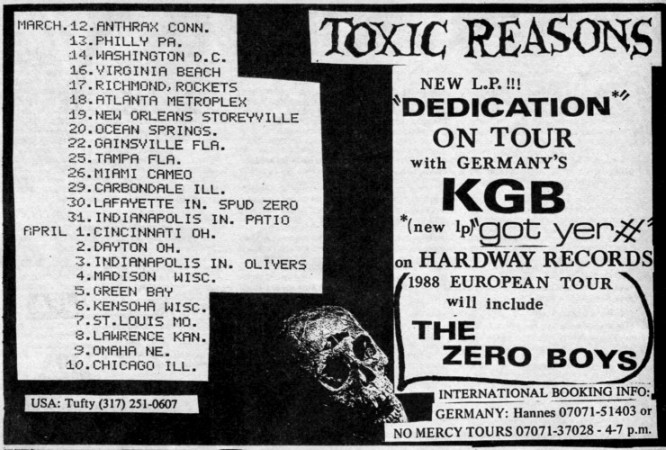 MARCH.12.ANTHRAX CONN.
13.PHILLY PA.
14.WASHINGTON D.C.
16.VIRGINIA BEACH
17.RICHMOND,ROCKETS
18.ATLANTA METROPLEX
19.NEW ORLEANS STOREYVILLE
20.OCEAN SPRINGS.
22.GAINSVILLE FLA.
25.TAMPA FLA.
26.MIAMI CAMEO
29.CARBONDALE ILL.
30.LAFAYETTE IN. SPUD ZERO
31.INDIANAPOLIS IN. PATIO
APRIL 1.CINCINNATI OH.
2.DAYTON OH.
3.INDIANAPOLIS IN. OLIVERS
4.MADISON WISC.
5.GREEN BAY
6.KENSOHA WISC.
7.ST.LOUIS MO.
8.LAWRENCE KAN.
9.OMAHA NE.
10.CHICAGO ILL.
USA: Tufty (317) 251-0607
TOXIC REASONS
NEW L.P.!!!
"DEDICATION*"
ON TOUR
with GERMANY'S
KGB
*(new lp)"got yer #"
on HARDWAY RECORDS
1988 EUROPEAN TOUR
will include
THE
ZERO BOYS
INTERNATIONAL BOOKING INFO:
GERMANY: Hannes 07071-51403 or
NO MERCY TOURS 07071-37028 - 4-7 p.m.